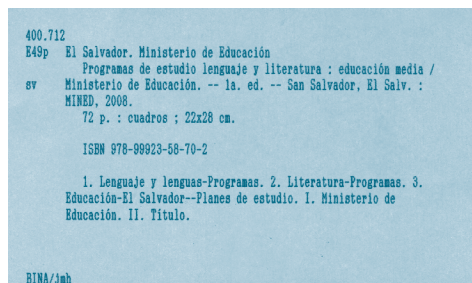 400.712
E49p El Salvador. Ministerio de Educación
Programas de estudio lenguaje y literatura : educación media /
sv Ministerio de Educación. -- 1a. ed. -- San Salvador, El Salv. :
MINED, 2008.
72 p. : cuadros ; 22x28 cm.
ISBN 978-99923-58-70-2
1. Lenguaje y lenguas-Programas. 2. Literatura-Programas. 3.
Educación-El Salvador--Planes de estudio. I. Ministerio de
Educación. II. Título.
BINA/jmh